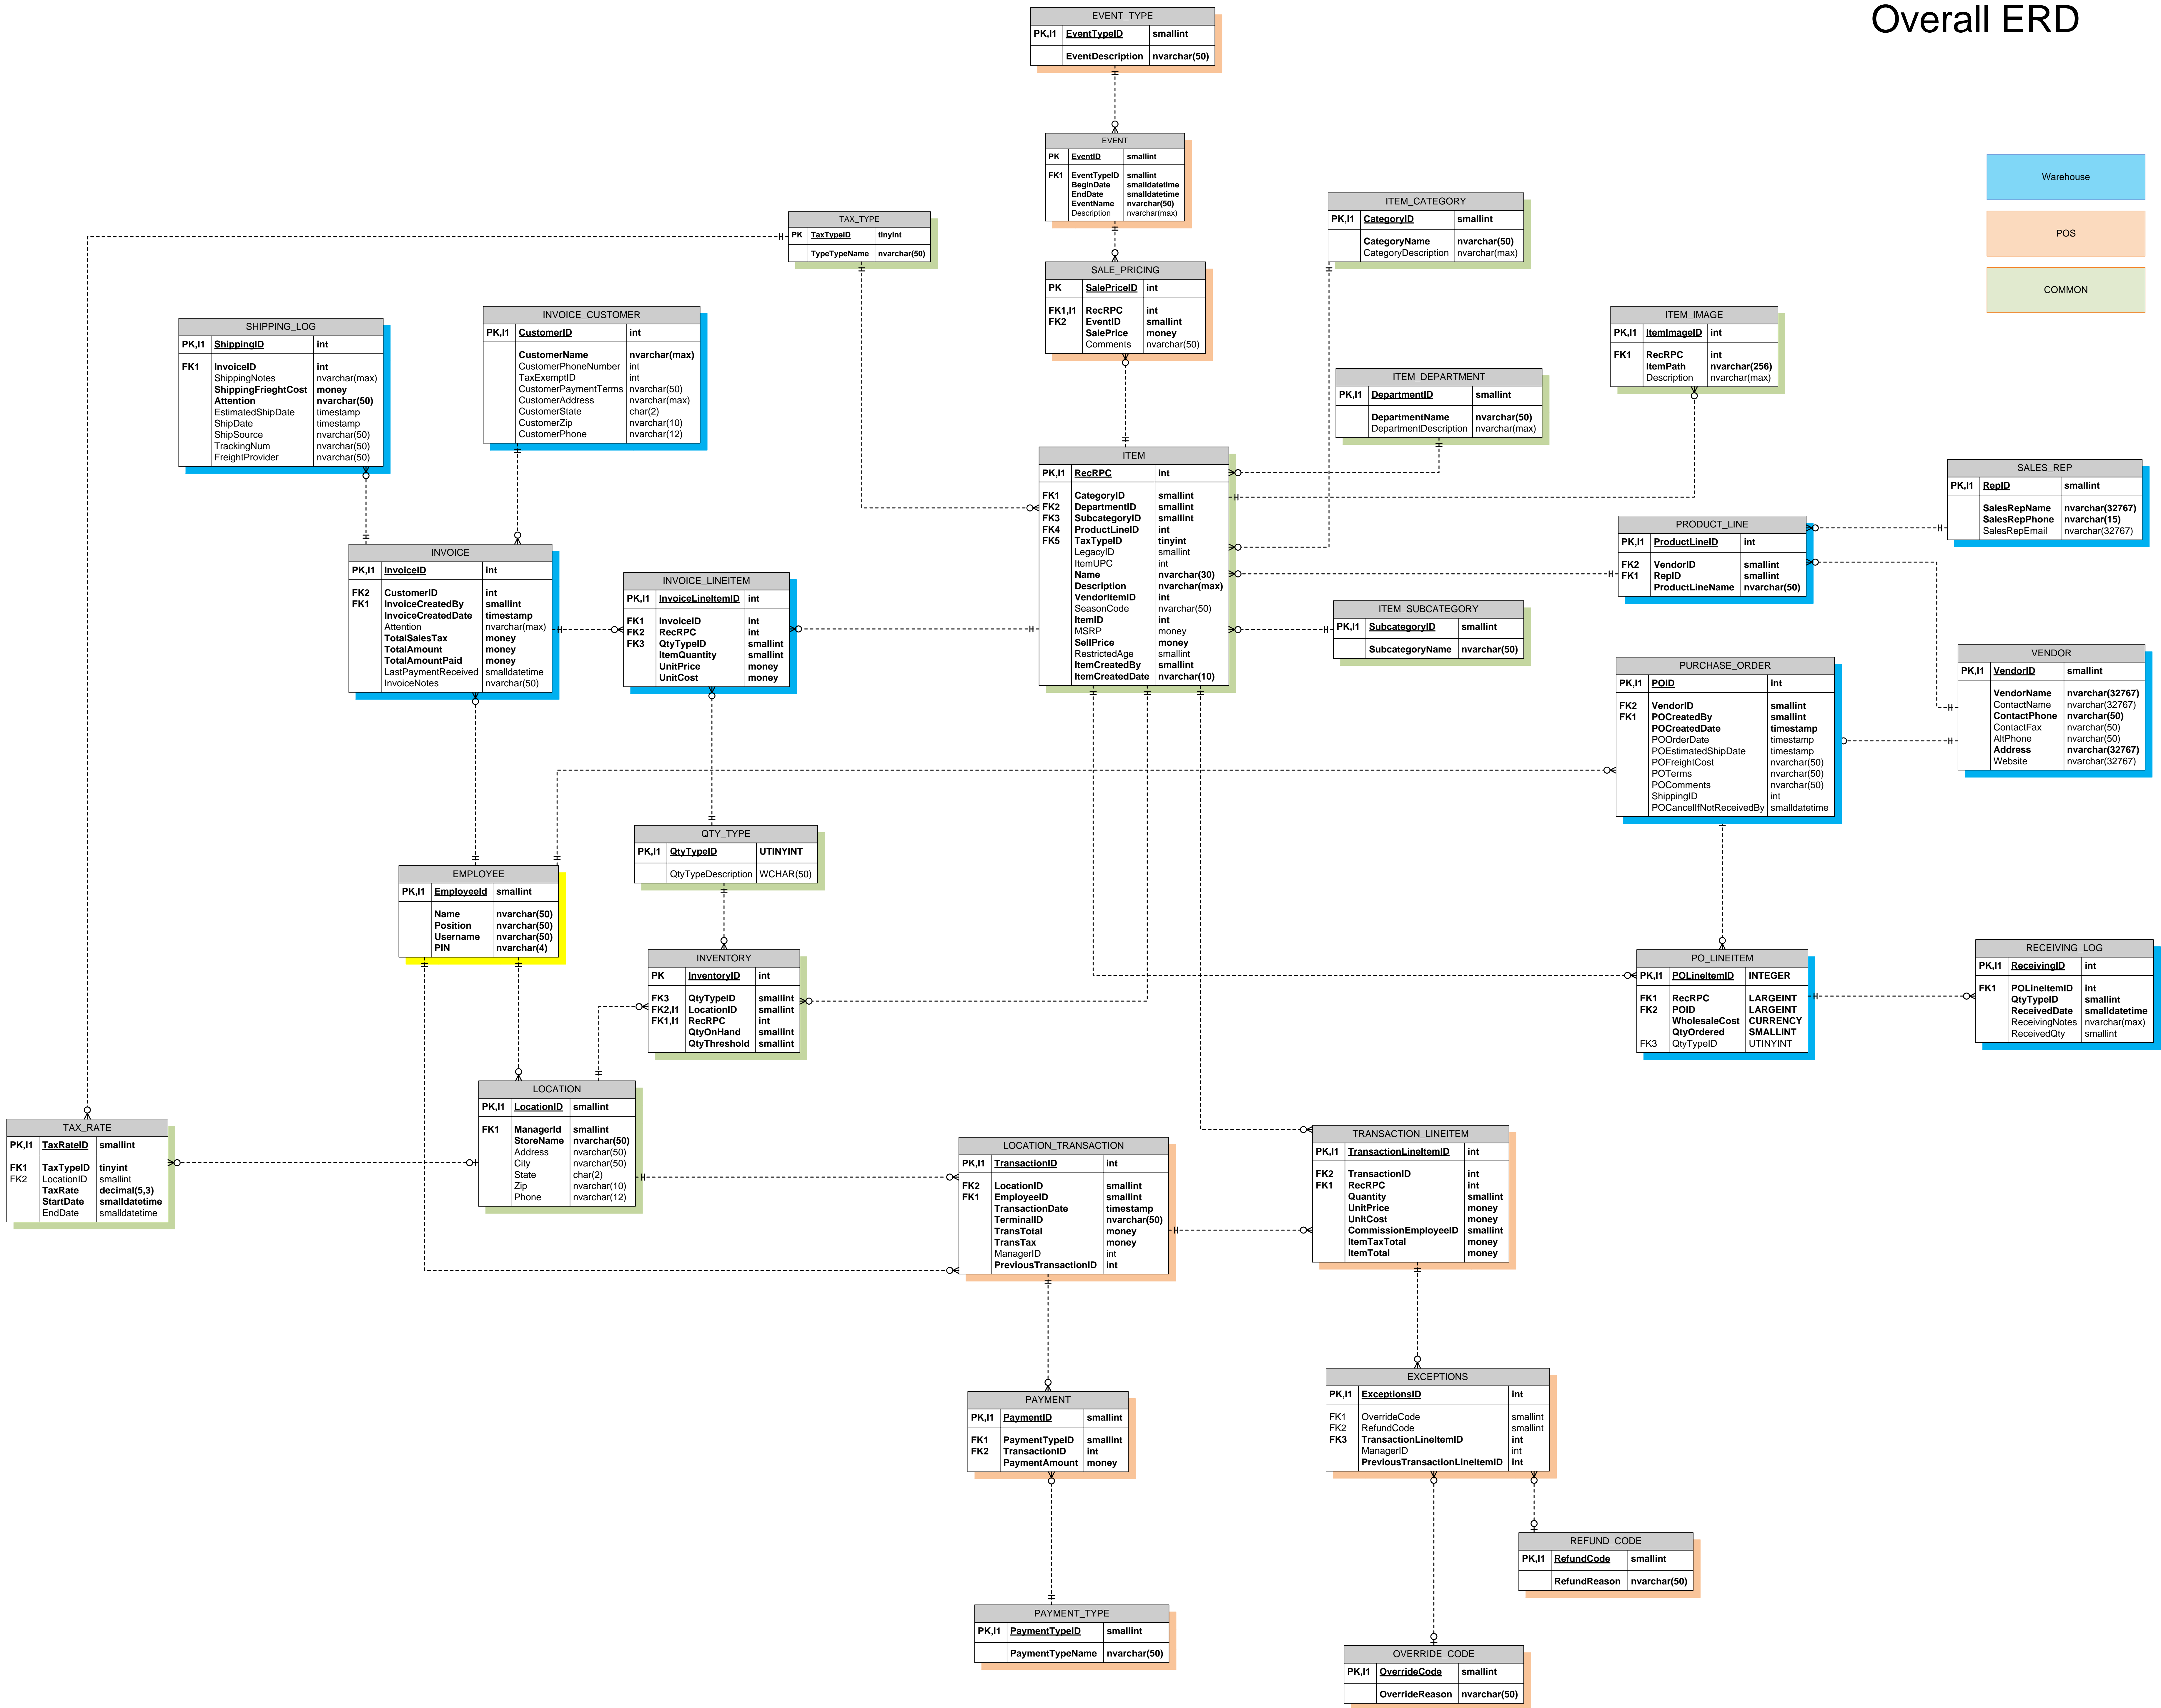 Overall ERD
EVENT_TYPE
PK,I1 EventTypeID smallint
EventDescription nvarchar(50)
EVENT
PK EventID smallint
FK1 EventTypeID smallint
BeginDate smalldatetime
EndDate smalldatetime
EventName nvarchar(50)
Description nvarchar(max)
Warehouse
POS
COMMON
TAX_TYPE
PK TaxTypeID tinyint
TypeTypeName nvarchar(50)
ITEM_CATEGORY
PK,I1 CategoryID smallint
CategoryName nvarchar(50)
CategoryDescription nvarchar(max)
SALE_PRICING
PK SalePriceID int
FK1,I1 RecRPC int
FK2 EventID smallint
SalePrice money
Comments nvarchar(50)
SHIPPING_LOG
PK,I1 ShippingID int
FK1 InvoiceID int
ShippingNotes nvarchar(max)
ShippingFrieghtCost money
Attention nvarchar(50)
EstimatedShipDate timestamp
ShipDate timestamp
ShipSource nvarchar(50)
TrackingNum nvarchar(50)
FreightProvider nvarchar(50)
INVOICE_CUSTOMER
PK,I1 CustomerID int
CustomerName nvarchar(max)
CustomerPhoneNumber int
TaxExemptID int
CustomerPaymentTerms nvarchar(50)
CustomerAddress nvarchar(max)
CustomerState char(2)
CustomerZip nvarchar(10)
CustomerPhone nvarchar(12)
ITEM_IMAGE
PK,I1 ItemImageID int
FK1 RecRPC int
ItemPath nvarchar(256)
Description nvarchar(max)
ITEM_DEPARTMENT
PK,I1 DepartmentID smallint
DepartmentName nvarchar(50)
DepartmentDescription nvarchar(max)
ITEM
PK,I1 RecRPC int
FK1 CategoryID smallint
FK2 DepartmentID smallint
FK3 SubcategoryID smallint
FK4 ProductLineID int
FK5 TaxTypeID tinyint
LegacyID smallint
ItemUPC int
Name nvarchar(30)
Description nvarchar(max)
VendorItemID int
SeasonCode nvarchar(50)
ItemID int
MSRP money
SellPrice money
RestrictedAge smallint
ItemCreatedBy smallint
ItemCreatedDate nvarchar(10)
SALES_REP
PK,I1 RepID smallint
SalesRepName nvarchar(32767)
SalesRepPhone nvarchar(15)
SalesRepEmail nvarchar(32767)
PRODUCT_LINE
PK,I1 ProductLineID int
FK2 VendorID smallint
FK1 RepID smallint
ProductLineName nvarchar(50)
INVOICE
PK,I1 InvoiceID int
FK2 CustomerID int
FK1 InvoiceCreatedBy smallint
InvoiceCreatedDate timestamp
Attention nvarchar(max)
TotalSalesTax money
TotalAmount money
TotalAmountPaid money
LastPaymentReceived smalldatetime
InvoiceNotes nvarchar(50)
INVOICE_LINEITEM
PK,I1 InvoiceLineItemID int
FK1 InvoiceID int
FK2 RecRPC int
FK3 QtyTypeID smallint
ItemQuantity smallint
UnitPrice money
UnitCost money
ITEM_SUBCATEGORY
PK,I1 SubcategoryID smallint
SubcategoryName nvarchar(50)
PURCHASE_ORDER
PK,I1 POID int
FK2 VendorID smallint
FK1 POCreatedBy smallint
POCreatedDate timestamp
POOrderDate timestamp
POEstimatedShipDate timestamp
POFreightCost nvarchar(50)
POTerms nvarchar(50)
POComments nvarchar(50)
ShippingID int
POCancelIfNotReceivedBy smalldatetime
VENDOR
PK,I1 VendorID smallint
VendorName nvarchar(32767)
ContactName nvarchar(32767)
ContactPhone nvarchar(50)
ContactFax nvarchar(50)
AltPhone nvarchar(50)
Address nvarchar(32767)
Website nvarchar(32767)
QTY_TYPE
PK,I1 QtyTypeID UTINYINT
QtyTypeDescription WCHAR(50)
EMPLOYEE
PK,I1 EmployeeId smallint
Name nvarchar(50)
Position nvarchar(50)
Username nvarchar(50)
PIN nvarchar(4)
INVENTORY
PK InventoryID int
FK3 QtyTypeID smallint
FK2,I1 LocationID smallint
FK1,I1 RecRPC int
QtyOnHand smallint
QtyThreshold smallint
PO_LINEITEM
PK,I1 POLineItemID INTEGER
FK1 RecRPC LARGEINT
FK2 POID LARGEINT
WholesaleCost CURRENCY
QtyOrdered SMALLINT
FK3 QtyTypeID UTINYINT
RECEIVING_LOG
PK,I1 ReceivingID int
FK1 POLineItemID int
QtyTypeID smallint
ReceivedDate smalldatetime
ReceivingNotes nvarchar(max)
ReceivedQty smallint
LOCATION
PK,I1 LocationID smallint
FK1 ManagerId smallint
StoreName nvarchar(50)
Address nvarchar(50)
City nvarchar(50)
State char(2)
Zip nvarchar(10)
Phone nvarchar(12)
TAX_RATE
PK,I1 TaxRateID smallint
FK1 TaxTypeID tinyint
FK2 LocationID smallint
TaxRate decimal(5,3)
StartDate smalldatetime
EndDate smalldatetime
LOCATION_TRANSACTION
PK,I1 TransactionID int
FK2 LocationID smallint
FK1 EmployeeID smallint
TransactionDate timestamp
TerminalID nvarchar(50)
TransTotal money
TransTax money
ManagerID int
PreviousTransactionID int
TRANSACTION_LINEITEM
PK,I1 TransactionLineItemID int
FK2 TransactionID int
FK1 RecRPC int
Quantity smallint
UnitPrice money
UnitCost money
CommissionEmployeeID smallint
ItemTaxTotal money
ItemTotal money
PAYMENT
PK,I1 PaymentID smallint
FK1 PaymentTypeID smallint
FK2 TransactionID int
PaymentAmount money
EXCEPTIONS
PK,I1 ExceptionsID int
FK1 OverrideCode smallint
FK2 RefundCode smallint
FK3 TransactionLineItemID int
ManagerID int
PreviousTransactionLineItemID int
REFUND_CODE
PK,I1 RefundCode smallint
RefundReason nvarchar(50)
PAYMENT_TYPE
PK,I1 PaymentTypeID smallint
PaymentTypeName nvarchar(50)
OVERRIDE_CODE
PK,I1 OverrideCode smallint
OverrideReason nvarchar(50)